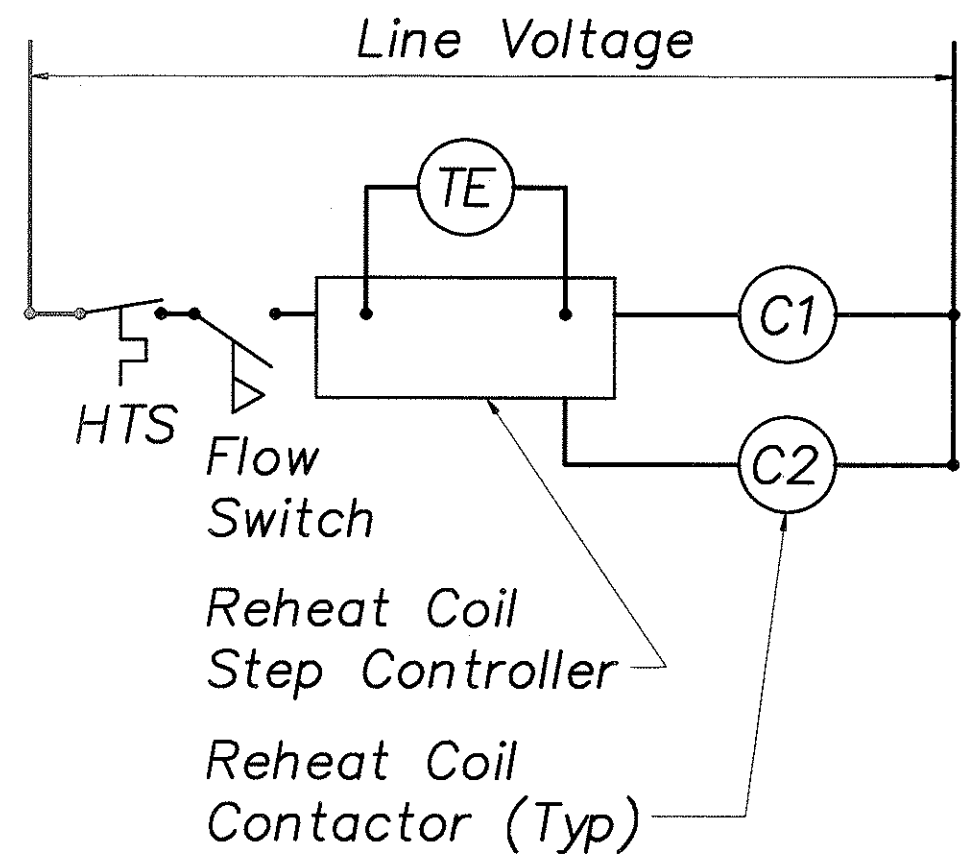 Line Voltage
TE
C1
HTS
C2
Flow
Switch
Reheat Coil
Step Controller
Reheat Coil
Contactor (Typ)